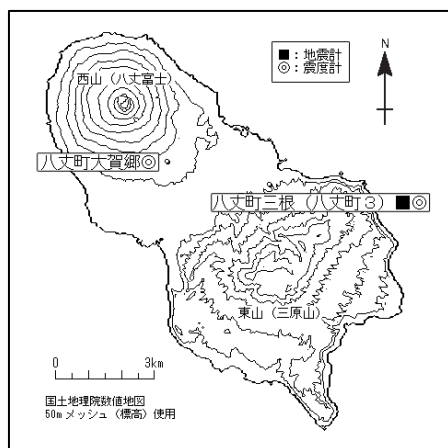 西山(八丈富士)
■:地震計
◎:震度計
N
八丈町大賀郷◎
八丈町三根(八丈町3)■◎
東山(三原山)
0 3km
国土地理院数値地図
50mメッシュ(標高)使用